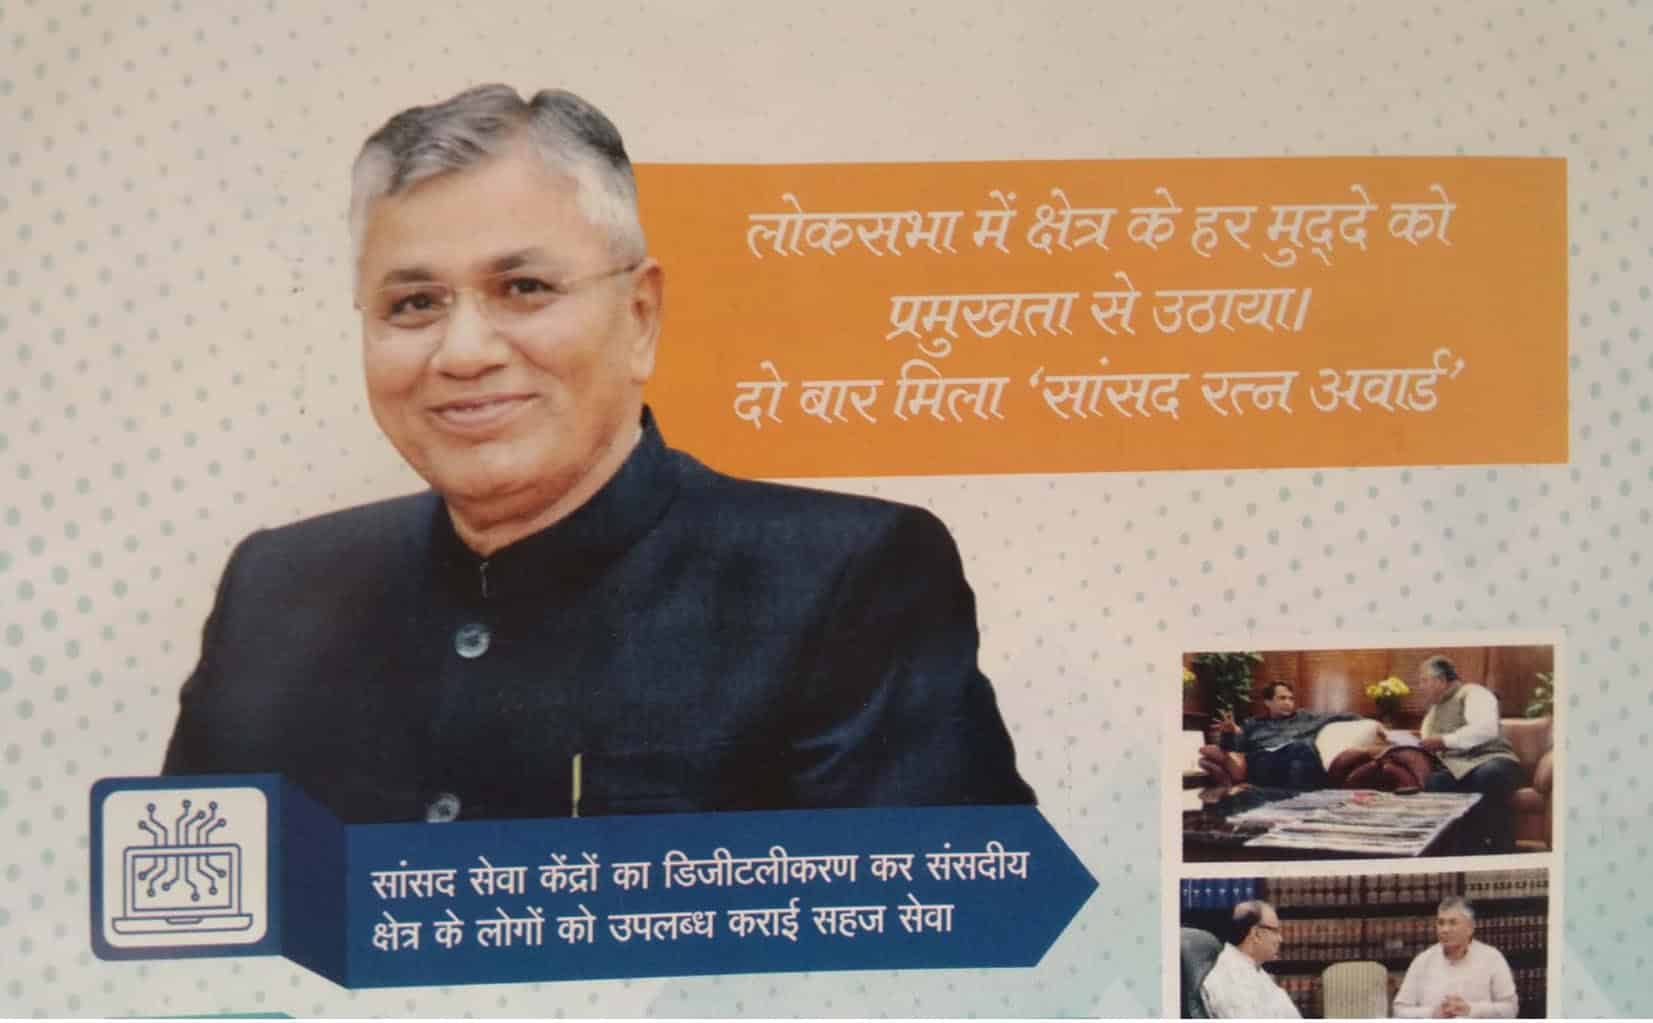 लोकसभा में क्षेत्र के हर मुद्दे को
प्रमुखता से उठाया।
दो बार मिला ‘सांसद रत्न अवार्ड’
सांसद सेवा केंद्रों का डिजीटलीकरण कर संसदीय
क्षेत्र के लोगों को उपलब्ध कराई सहज सेवा